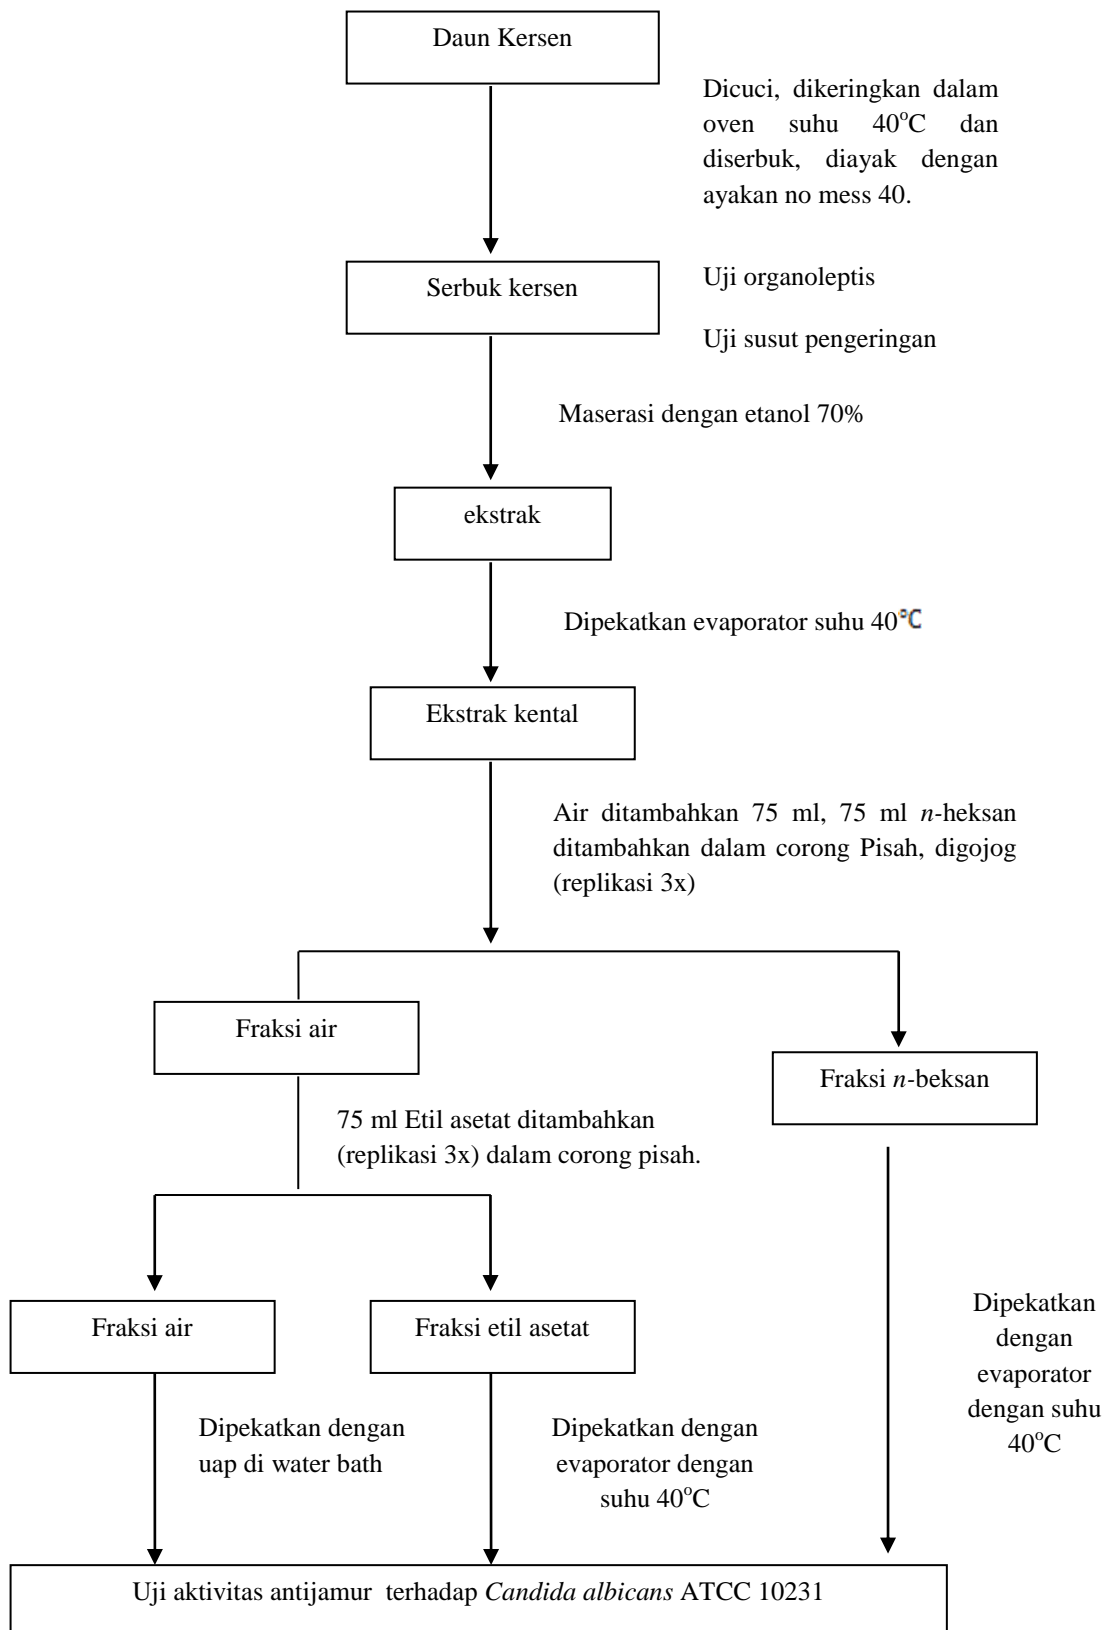 Daun Kersen
Dicuci, dikeringkan dalam
oven suhu 40°C dan
diserbuk, diayak dengan
ayakan no mess 40.
Serbuk kersen
Uji organoleptis
Uji susut pengeringan
Maserasi dengan etanol 70%
ekstrak
Dipekatkan evaporator suhu 40℃
Ekstrak kental
Air ditambahkan 75 ml, 75 ml n-heksan
ditambahkan dalam corong Pisah, digojog
(replikasi 3x)
Fraksi air
Fraksi n-beksan
75 ml Etil asetat ditambahkan
(replikasi 3x) dalam corong pisah.
Fraksi air
Fraksi etil asetat
Dipekatkan
dengan
evaporator
dengan suhu
40°C
Dipekatkan dengan
uap di water bath
Dipekatkan dengan
evaporator dengan
suhu 40°C
Uji aktivitas antijamur terhadap Candida albicans ATCC 10231